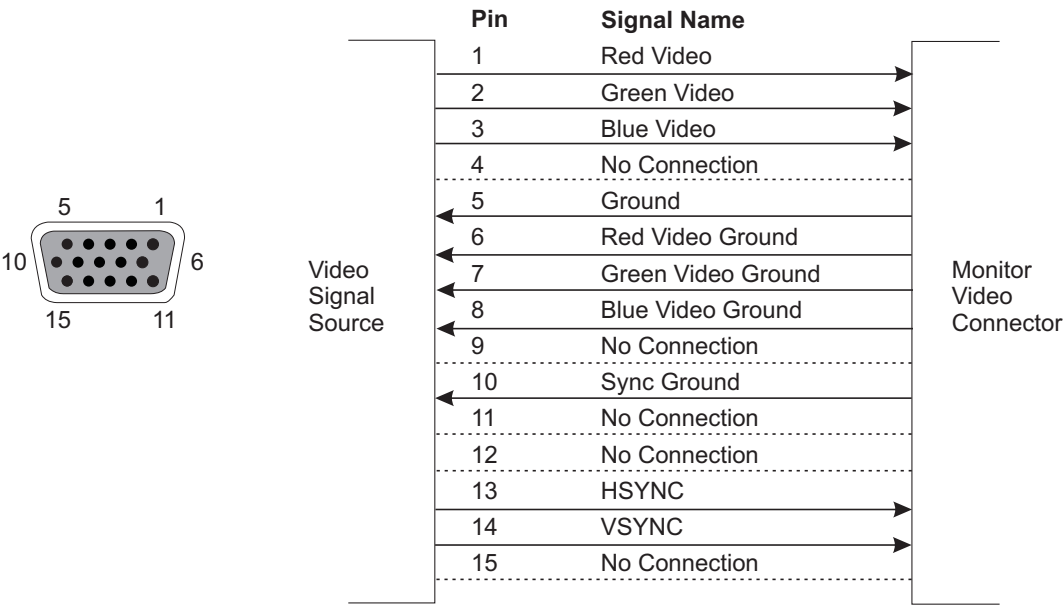 Pin Signal Name
1 Red Video
2 Green Video
3 Blue Video
4 No Connection
5 Ground
6 Red Video Ground
7 Green Video Ground
8 Blue Video Ground
9 No Connection
10 Sync Ground
11 No Connection
12 No Connection
13 HSYNC
14 VSYNC
15 No Connection
5 1
10 6
15 11
Video
Signal
Source
Monitor
Video
Connector